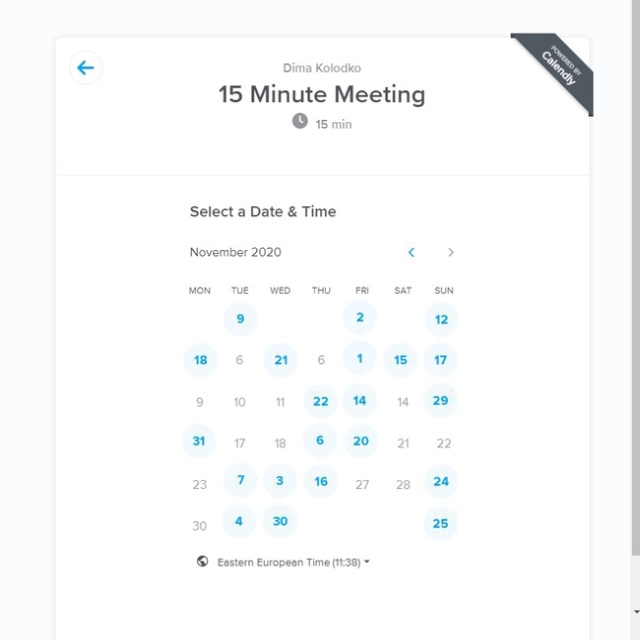 POWERED BY
Calendly
Dima Kolodko
15 Minute Meeting
15 min
Select a Date & Time
November 2020
MON TUE WED THU FRI SAT SUN
9 2 12
18 6 21 6 1 15 17
9 10 11 22 14 14 29
31 17 18 6 20 21 22
23 7 3 16 27 28 24
30 4 30 25
Eastern European Time (11:38)